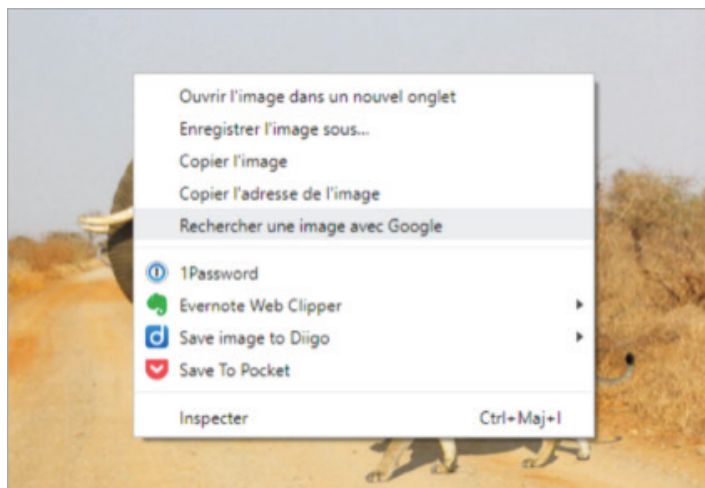 Ouvrir l'image dans un nouvel onglet
Enregistrer l'image sous...
Copier l'image
Copier l'adresse de l'image
Rechercher une image avec Google
1Password
Evernote Web Clipper
Save image to Diigo
Save To Pocket
Inspecter Ctrl+Maj+I